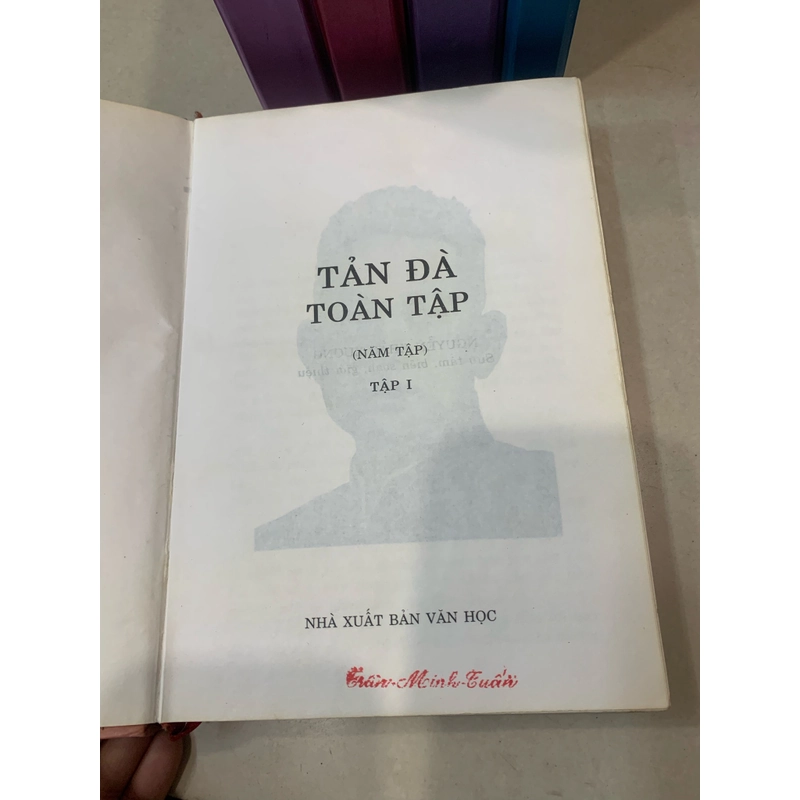 TẢN ĐÀ
TOÀN TẬP
(NĂM TẬP)
TẬP I
NHÀ XUẤT BẢN VĂN HỌC
Trần-Minh-Tuấn